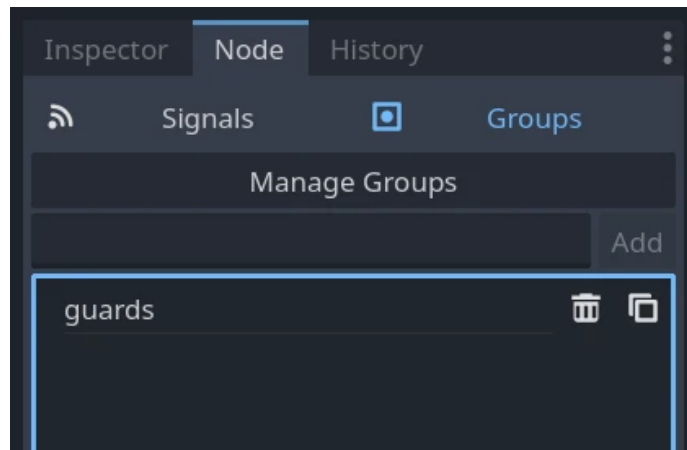 Inspector Node History
Signals Groups
Manage Groups
Add
guards